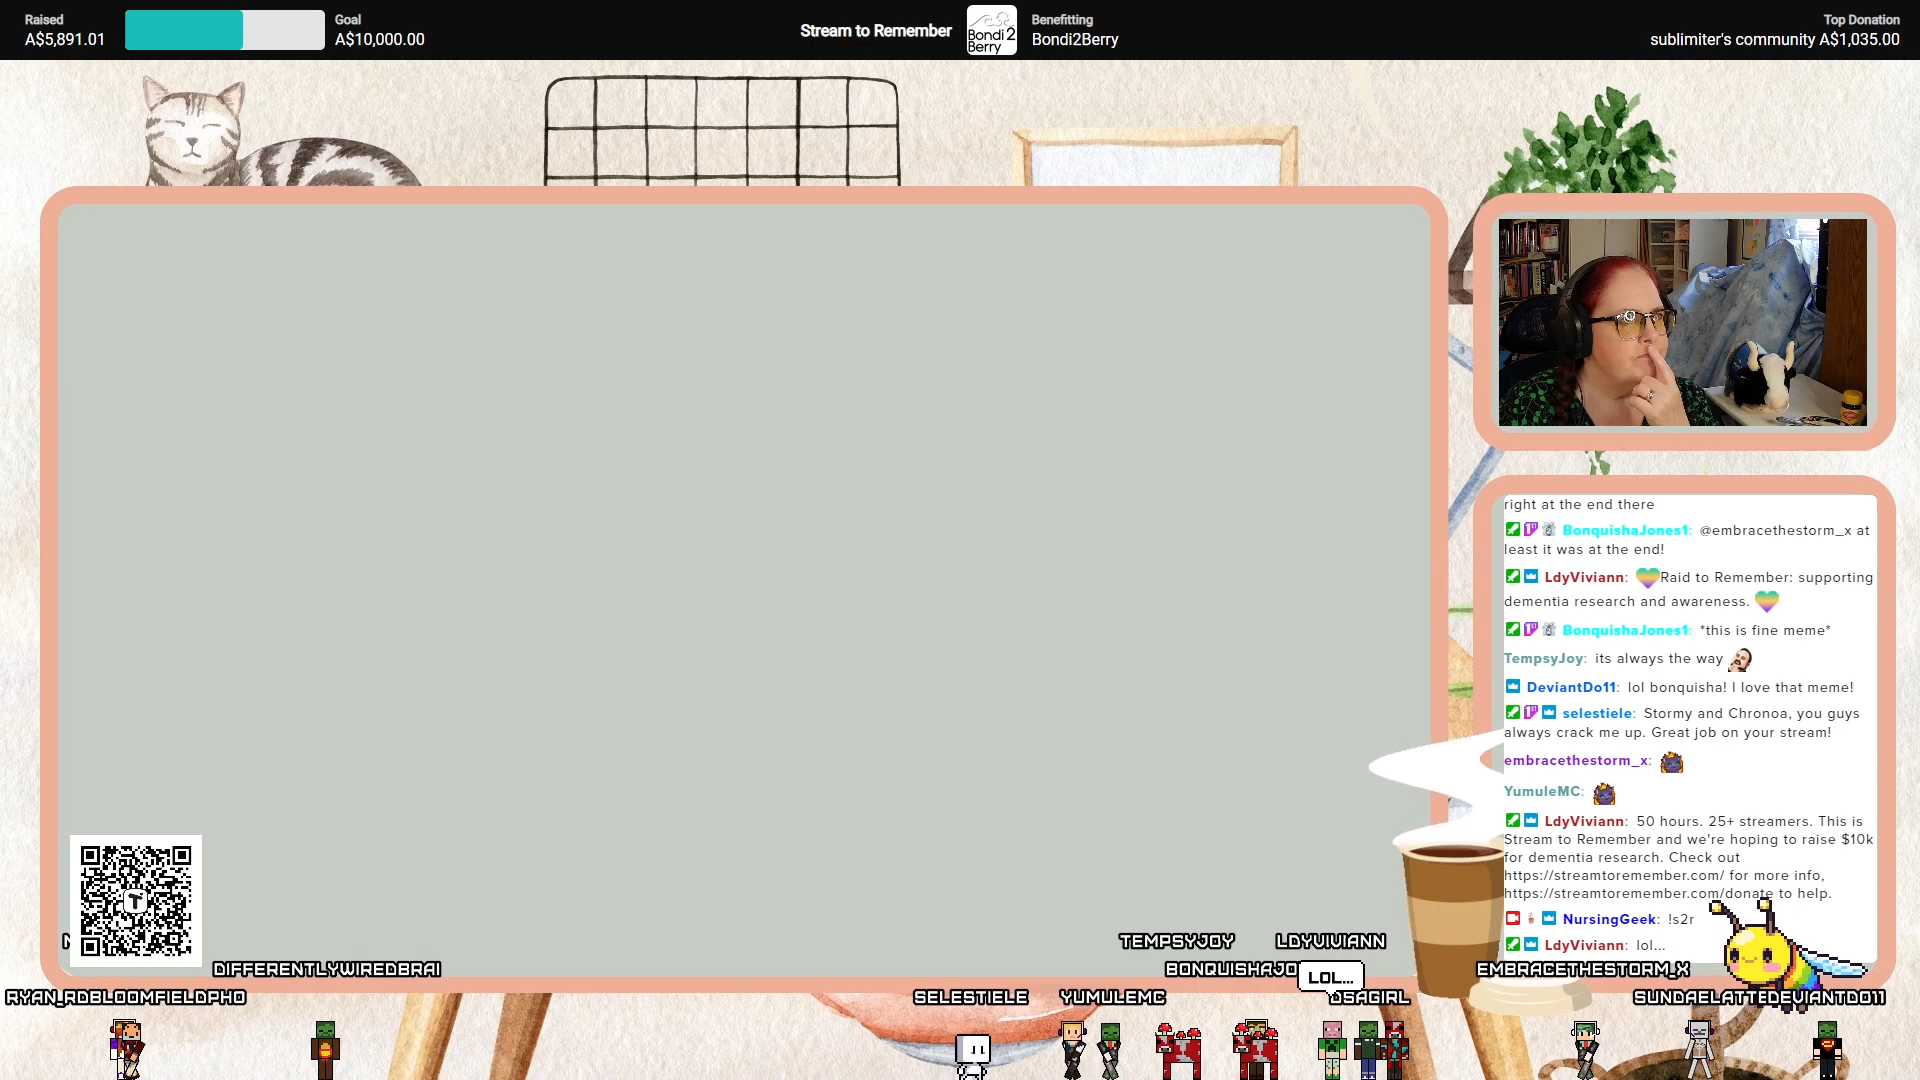 Raised
A$5,891.01
Goal
A$10,000.00
Stream to Remember
Bondi 2
Berry
Benefitting
Bondi2Berry
Top Donation
sublimiter's community A$1,035.00
right at the end there
BonquishaJones1: @embracethestorm_x at
least it was at the end!
LdyViviann: Raid to Remember: supporting
dementia research and awareness.
BonquishaJones1: *this is fine meme*
TempsyJoy: its always the way
DeviantDo11: lol bonquisha! I love that meme!
selestiele: Stormy and Chronoa, you guys
always crack me up. Great job on your stream!
embracethestorm_x:
YumuleMC:
LdyViviann: 50 hours. 25+ streamers. This is
Stream to Remember and we're hoping to raise $10k
for dementia research. Check out
https://streamtoremember.com/ for more info,
https://streamtoremember.com/donate to help.
NursingGeek: !s2r
LdyViviann: lol...
TEMPSYJOY
LDYVIVIANN
DIFFERENTLYWIREDBRAI
BONQUISHAJO
LOL...
EMBRACETHESTORM_X
RYAN_RDBLOOMFIELDPHO
SELESTIELE
YUMULEMC
SUNDAELATTEDEVIANTDO11